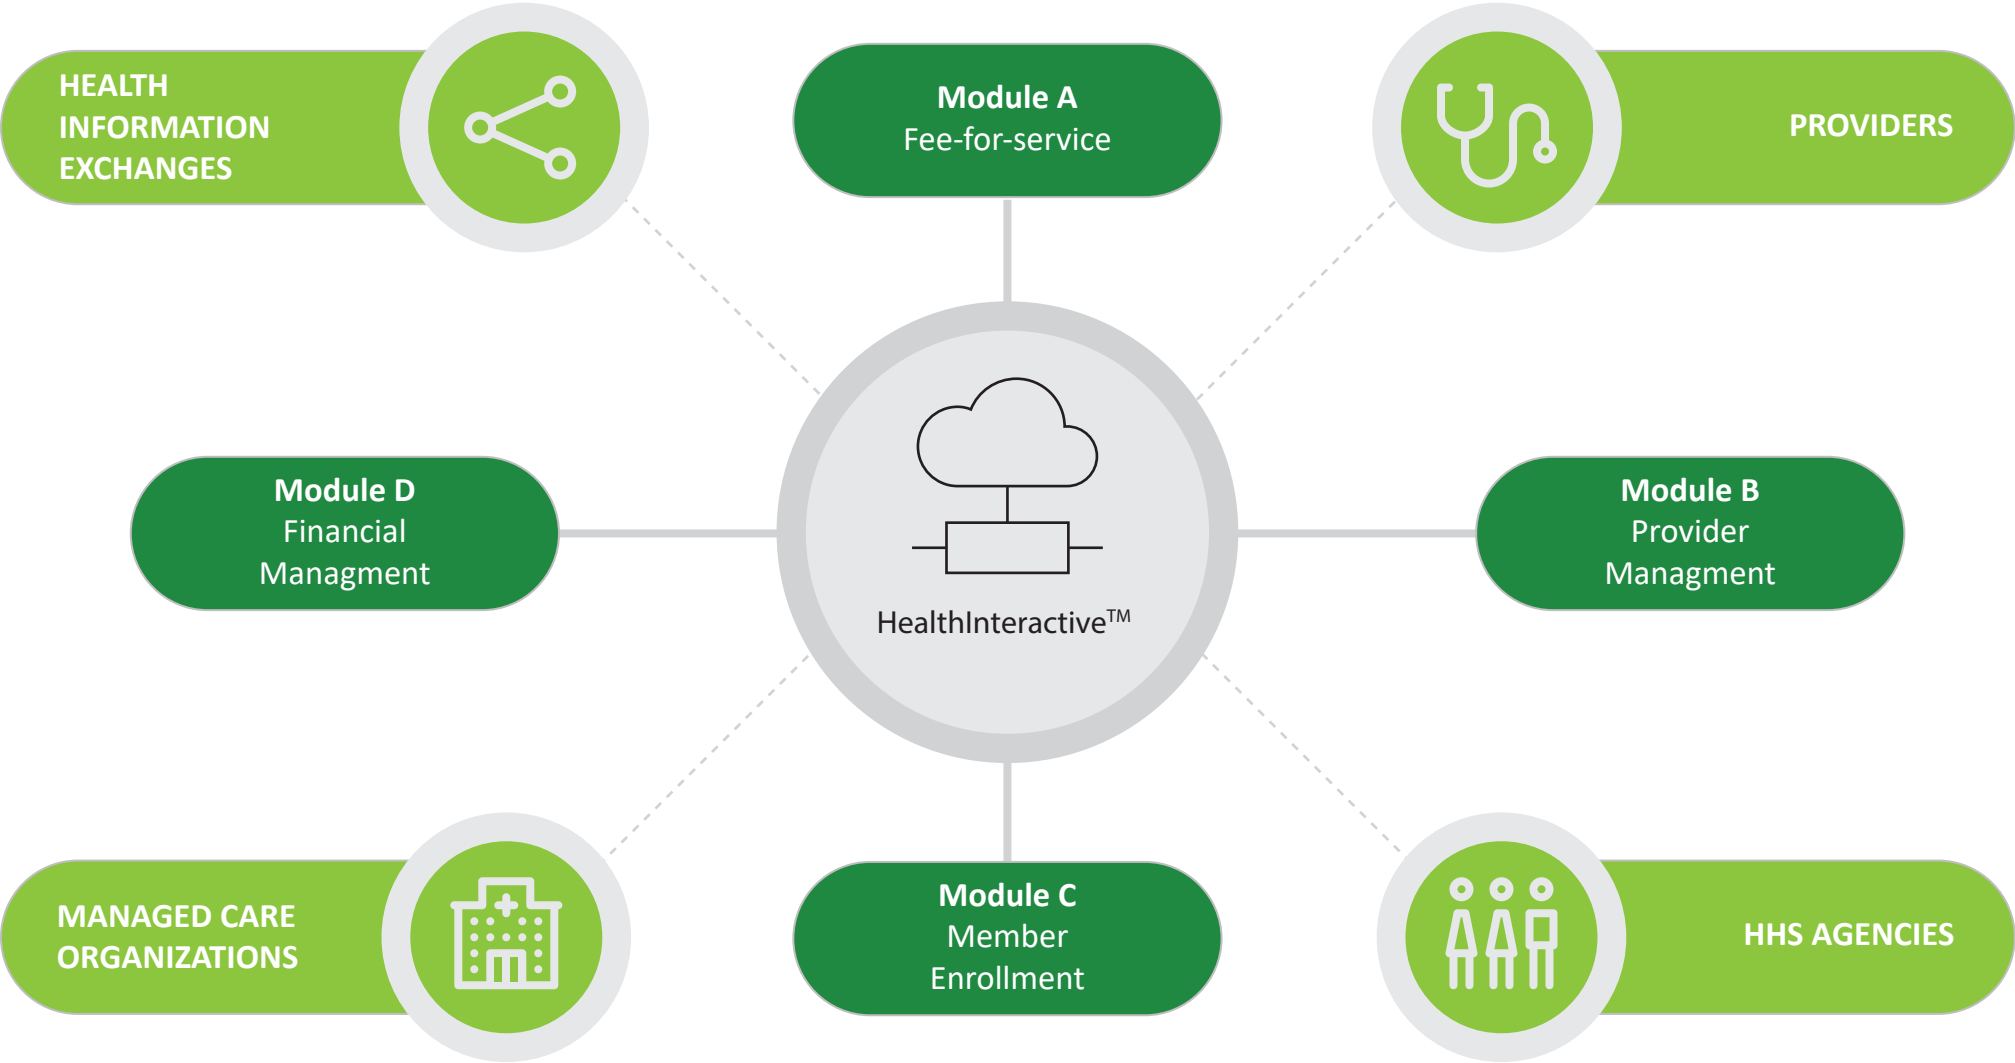 HEALTH
INFORMATION
EXCHANGES
Module A
Fee-for-service
PROVIDERS
Module D
Financial
Managment
HealthInteractive™
Module B
Provider
Managment
MANAGED CARE
ORGANIZATIONS
Module C
Member
Enrollment
HHS AGENCIES